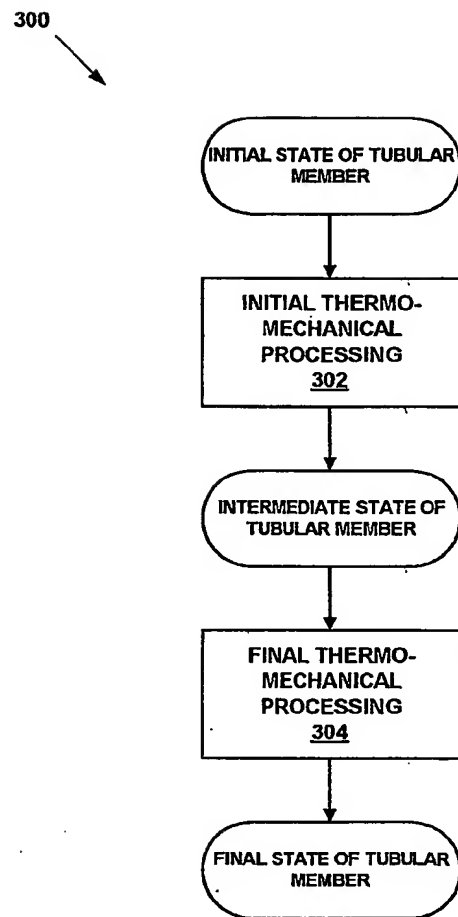 300
INITIAL STATE OF TUBULAR
MEMBER
INITIAL THERMO-
MECHANICAL
PROCESSING
302
INTERMEDIATE STATE OF
TUBULAR MEMBER
FINAL THERMO-
MECHANICAL
PROCESSING
304
FINAL STATE OF TUBULAR
MEMBER